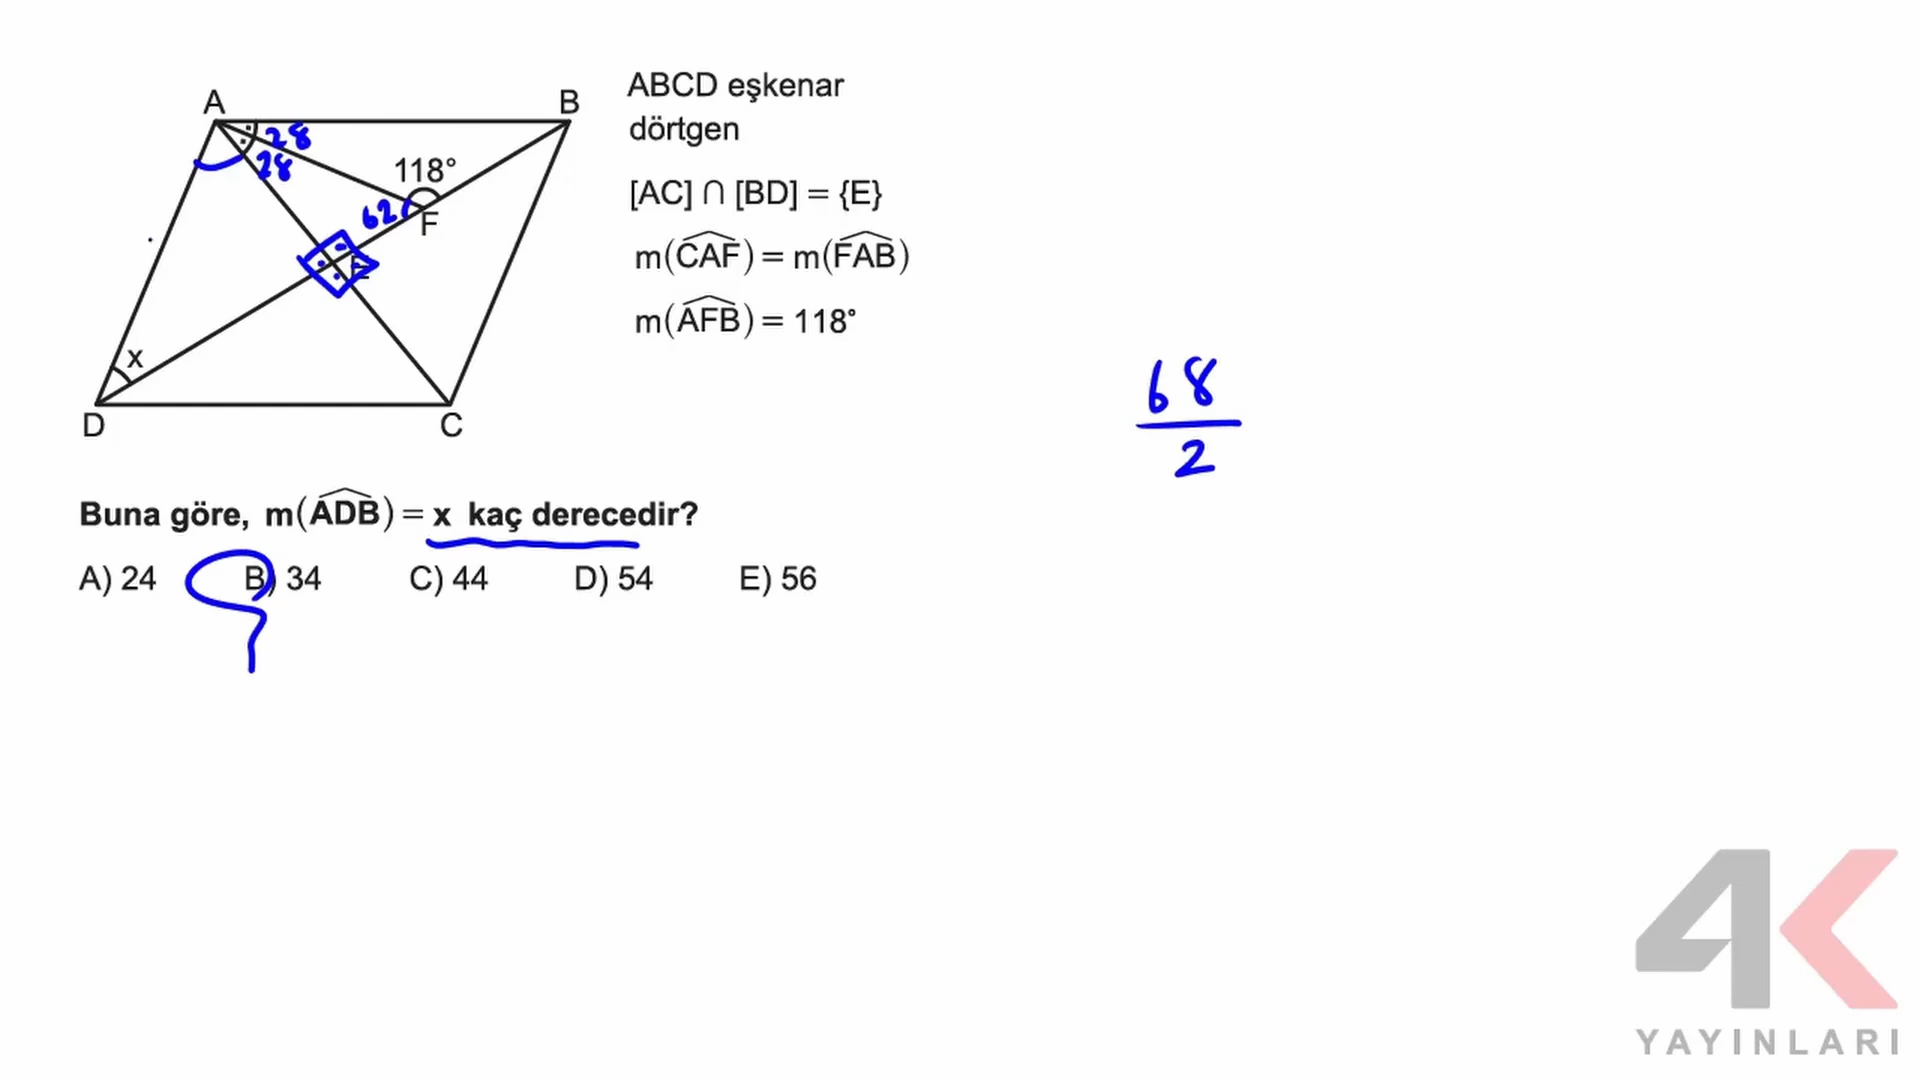 A
B
28
28
118°
62
F
E
x
D
C
ABCD eşkenar
dörtgen
[AC] ∩ [BD] = {E}
m(CAF) = m(FAB)
m(AFB) = 118°
68
2
Buna göre, m(ADB) = x kaç derecedir?
A) 24 B) 34 C) 44 D) 54 E) 56
4K
YAYINLARI